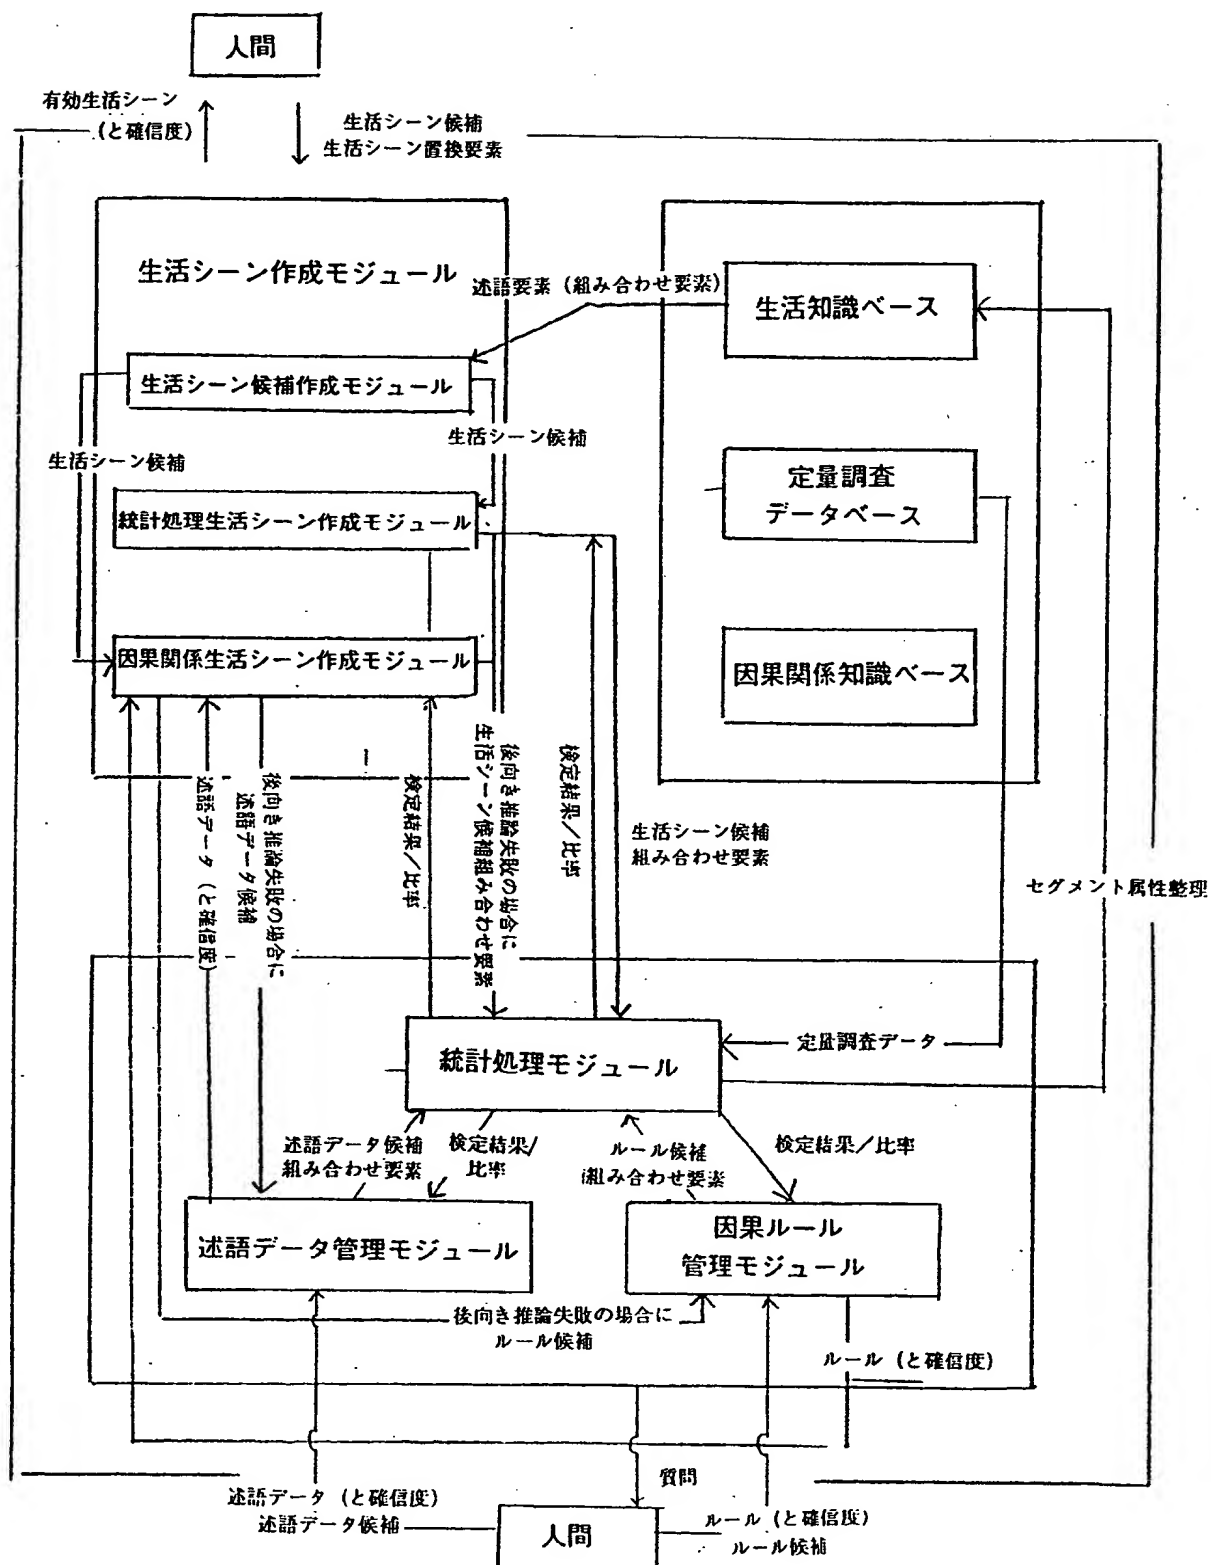 人間
有効生活シーン
(と確信度)
生活シーン候補
生活シーン置換要素
生活シーン作成モジュール
述語要素 (組み合わせ要素)
生活知識ベース
生活シーン候補作成モジュール
生活シーン候補
生活シーン候補
定量調査
データベース
統計処理生活シーン作成モジュール
因果関係生活シーン作成モジュール
因果関係知識ベース
述語データ (と確信度)
後向き推論失敗の場合に
述語データ候補
検定結果/比率
後向き推論失敗の場合に
生活シーン候補組み合わせ要素
検定結果/比率
生活シーン候補
組み合わせ要素
セグメント属性整理
統計処理モジュール
定量調査データ
述語データ候補
組み合わせ要素
検定結果/
比率
ルール候補
組み合わせ要素
検定結果/比率
述語データ管理モジュール
因果ルール
管理モジュール
後向き推論失敗の場合に
ルール候補
ルール (と確信度)
質問
述語データ (と確信度)
述語データ候補
人間
ルール (と確信度)
ルール候補